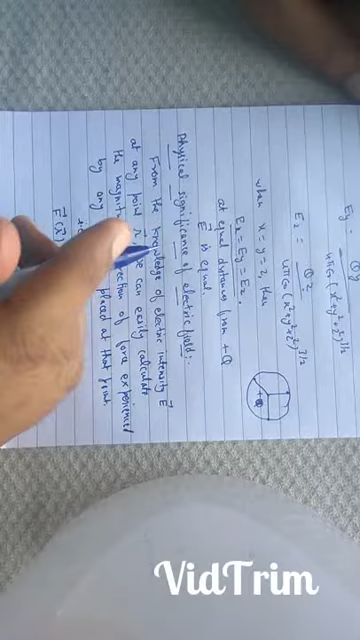 Ey = Qy
4πε₀(x²+y²+z²)^3/2
Ez = Qz
4πε₀(x²+y²+z²)^3/2
when x = y = z, then
Ex = Ey = Ez.
at equal distances from +Q
E⃗ is equal.
+Q
Physical significance of electric field:-
From the knowledge of electric intensity E⃗
at any point r⃗ we can easily calculate
the magnitude direction of force experienced
by any placed at that point.
F⃗(r⃗)
VidTrim